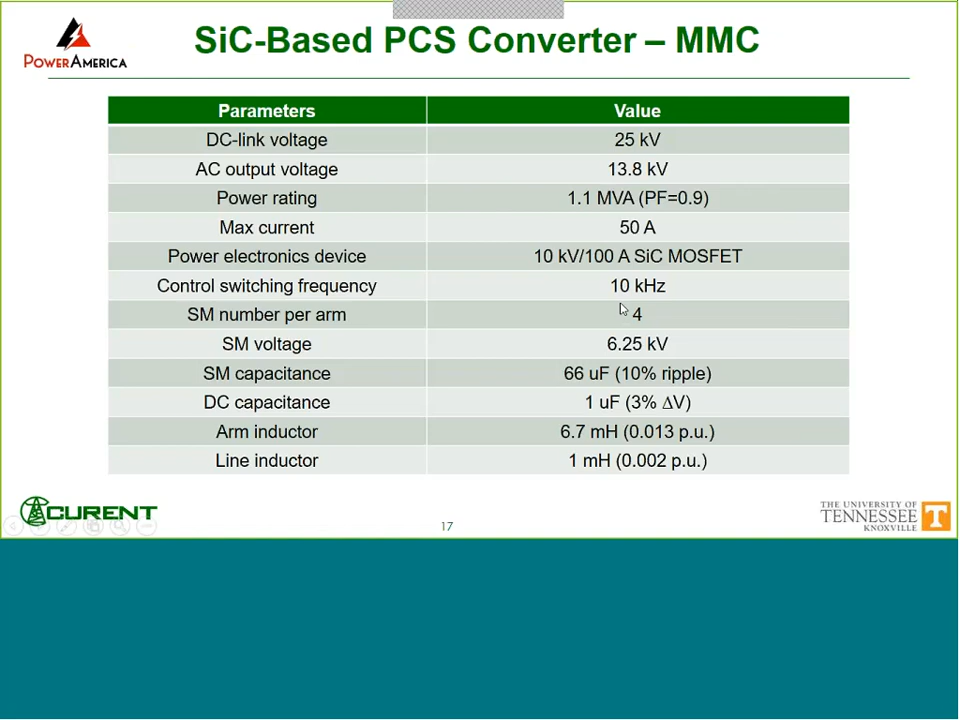 SiC-Based PCS Converter – MMC
POWERAMERICA
Parameters Value
DC-link voltage 25 kV
AC output voltage 13.8 kV
Power rating 1.1 MVA (PF=0.9)
Max current 50 A
Power electronics device 10 kV/100 A SiC MOSFET
Control switching frequency 10 kHz
SM number per arm 4
SM voltage 6.25 kV
SM capacitance 66 uF (10% ripple)
DC capacitance 1 uF (3% ΔV)
Arm inductor 6.7 mH (0.013 p.u.)
Line inductor 1 mH (0.002 p.u.)
CURENT
17
THE UNIVERSITY OF
TENNESSEE
KNOXVILLE
T